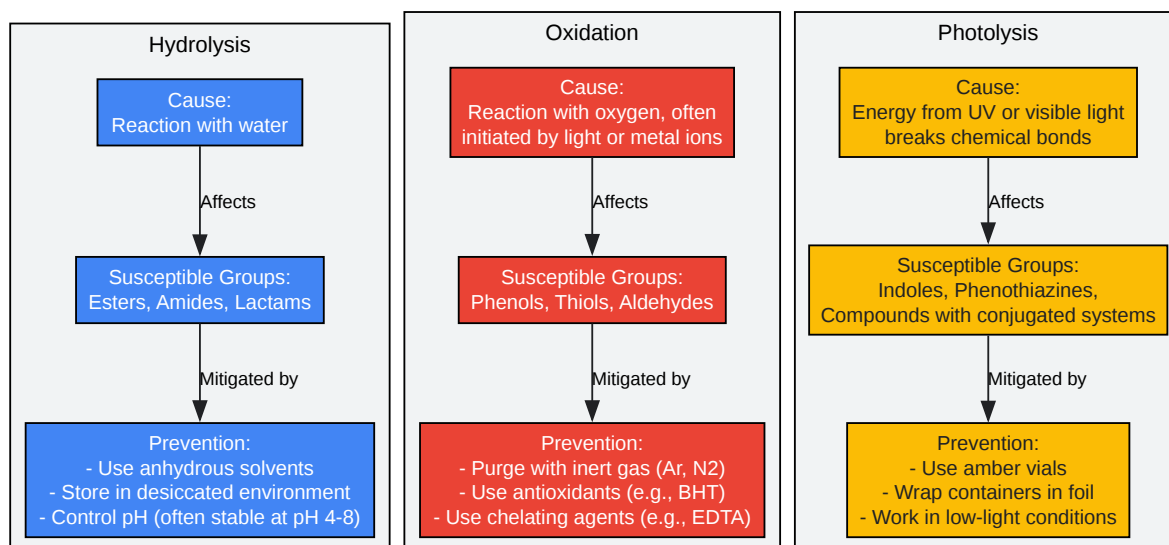 Hydrolysis
Cause:
Reaction with water
Affects
Susceptible Groups:
Esters, Amides, Lactams
Mitigated by
Prevention:
- Use anhydrous solvents
- Store in desiccated environment
- Control pH (often stable at pH 4-8)
Oxidation
Cause:
Reaction with oxygen, often
initiated by light or metal ions
Affects
Susceptible Groups:
Phenols, Thiols, Aldehydes
Mitigated by
Prevention:
- Purge with inert gas (Ar, N2)
- Use antioxidants (e.g., BHT)
- Use chelating agents (e.g., EDTA)
Photolysis
Cause:
Energy from UV or visible light
breaks chemical bonds
Affects
Susceptible Groups:
Indoles, Phenothiazines,
Compounds with conjugated systems
Mitigated by
Prevention:
- Use amber vials
- Wrap containers in foil
- Work in low-light conditions